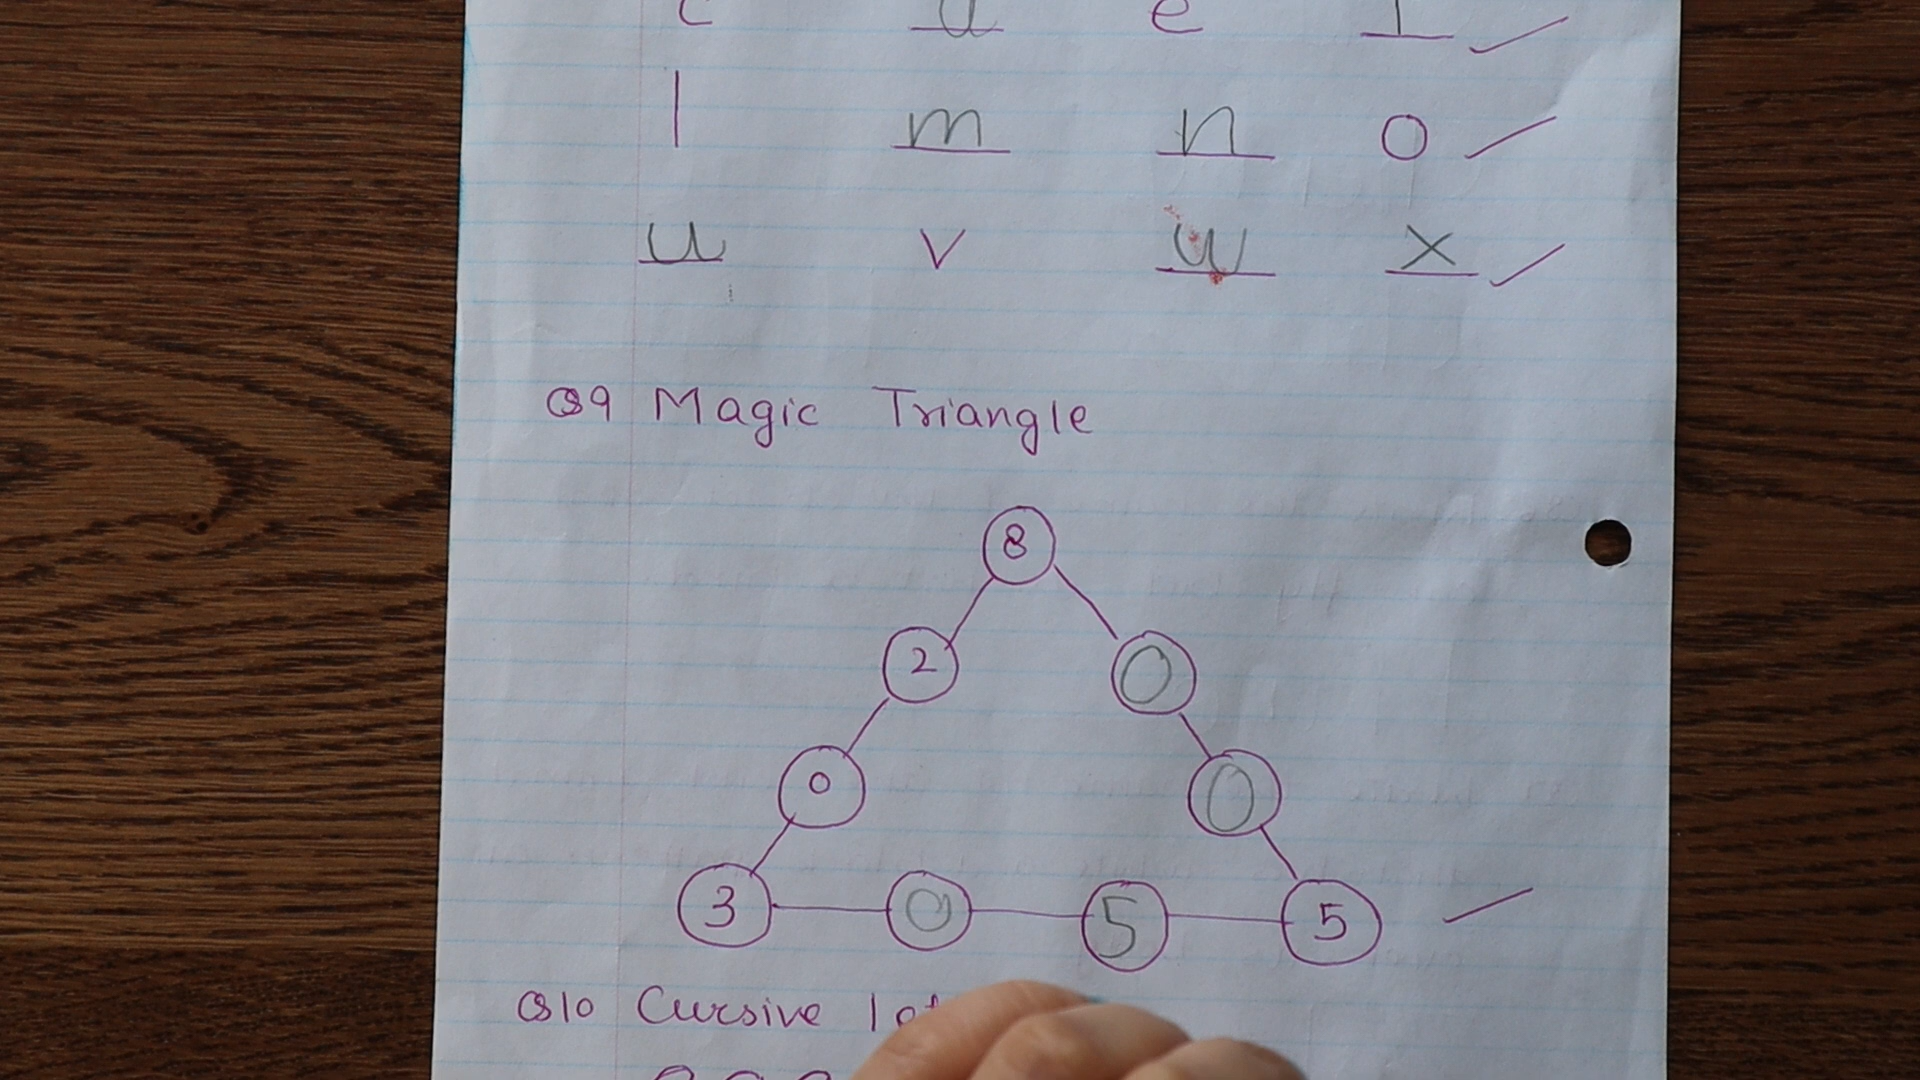 c d e f
l m n o
u v w x
Q9 Magic Triangle
8
2 0
0 0
3 0 5 5
Q10 Cursive